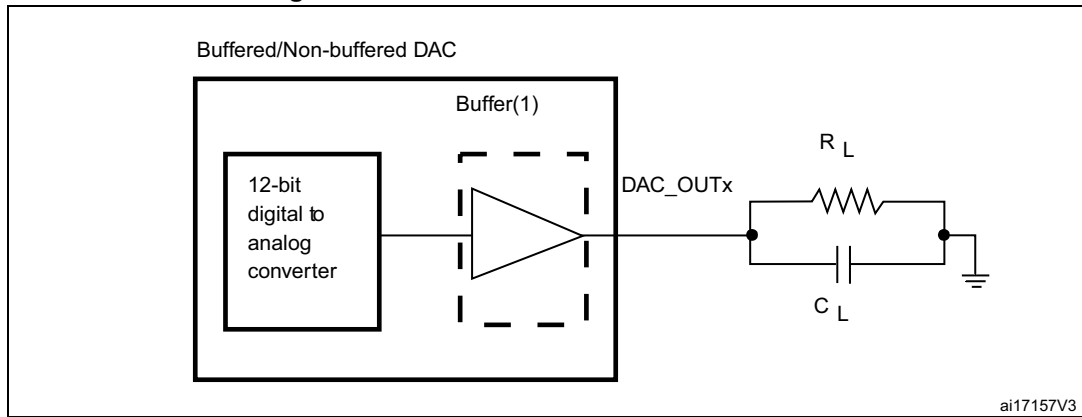 Buffered/Non-buffered DAC
Buffer(1)
12-bit
digital to
analog
converter
DAC_OUTx
R L
C L
ai17157V3